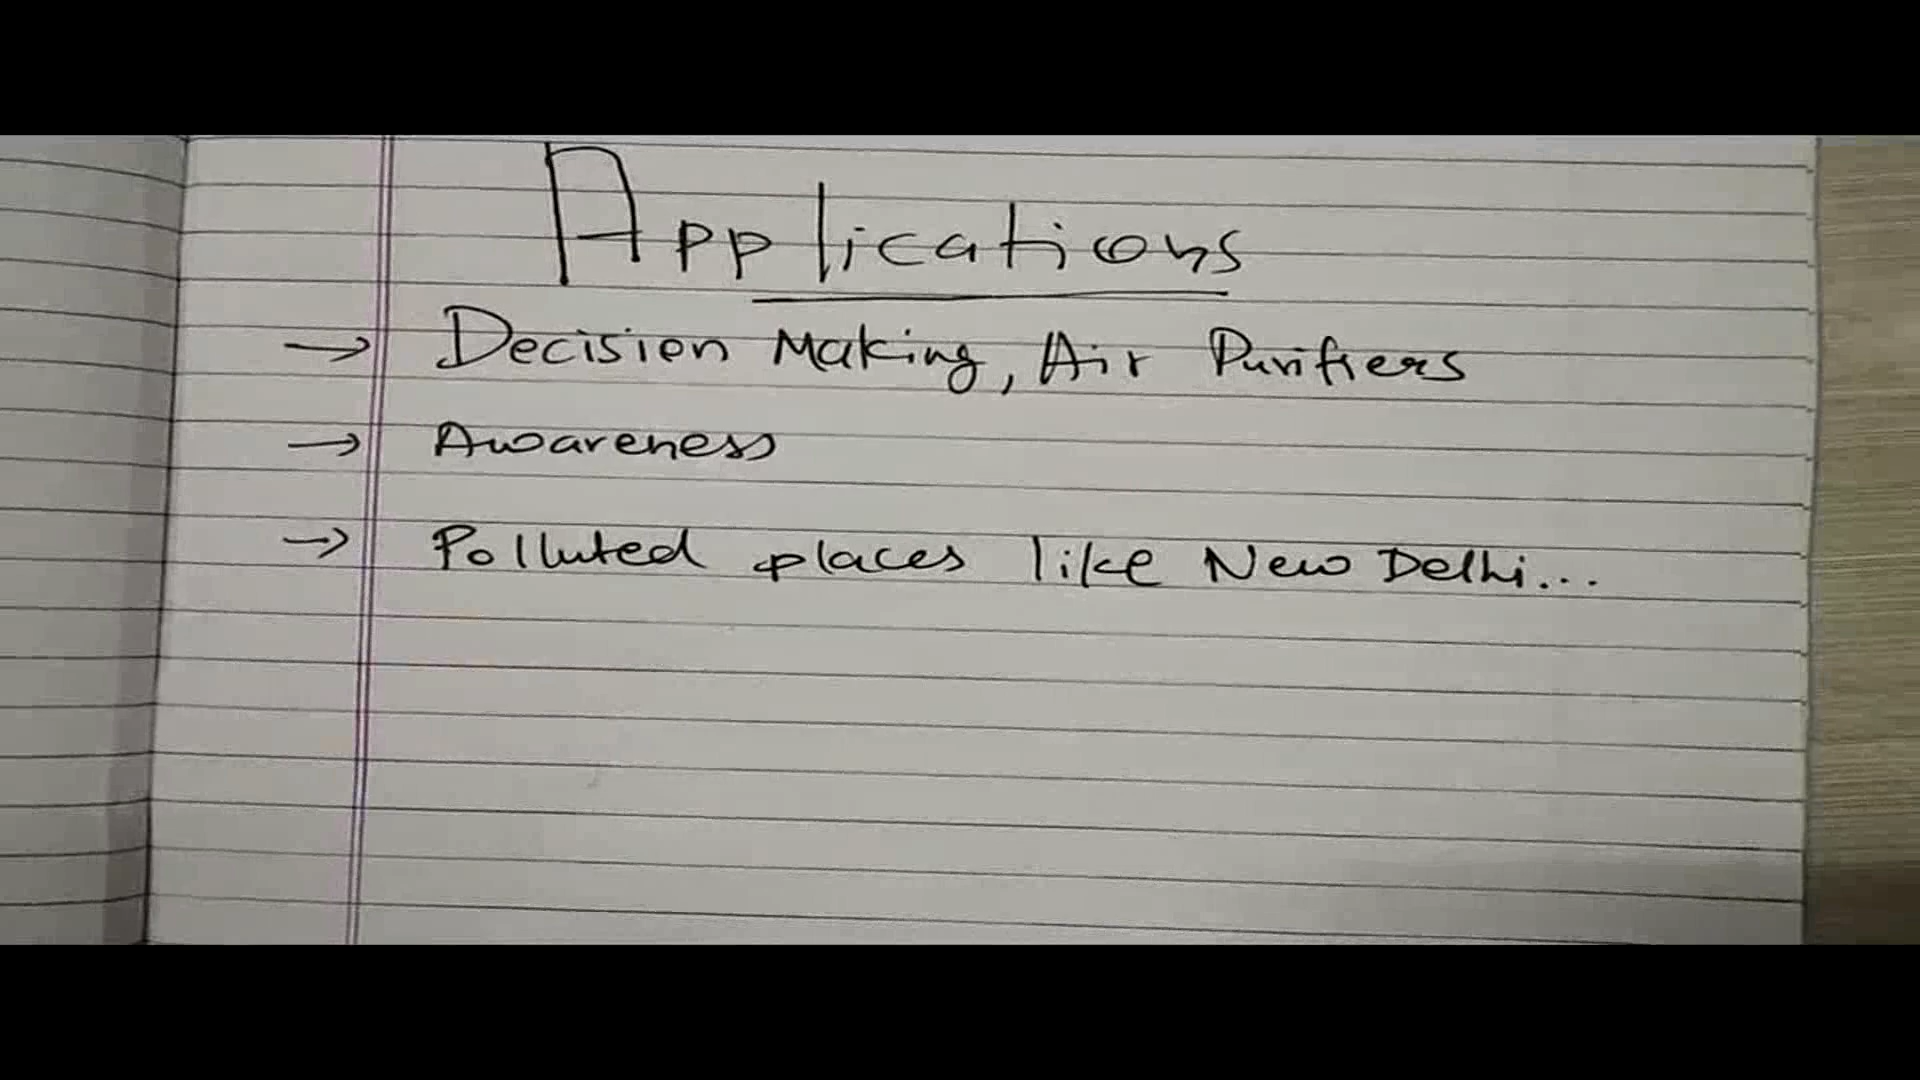 Applications
→ Decision Making, Air Purifiers
→ Awareness
→ Polluted places like New Delhi...